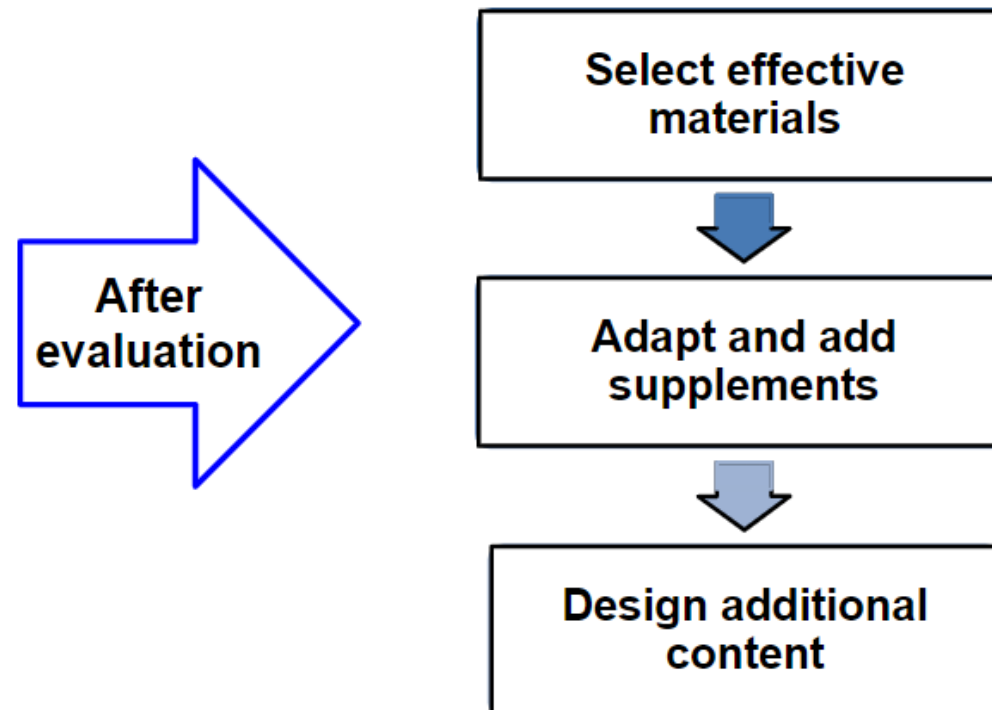 After
evaluation
Select effective
materials
Adapt and add
supplements
Design additional
content